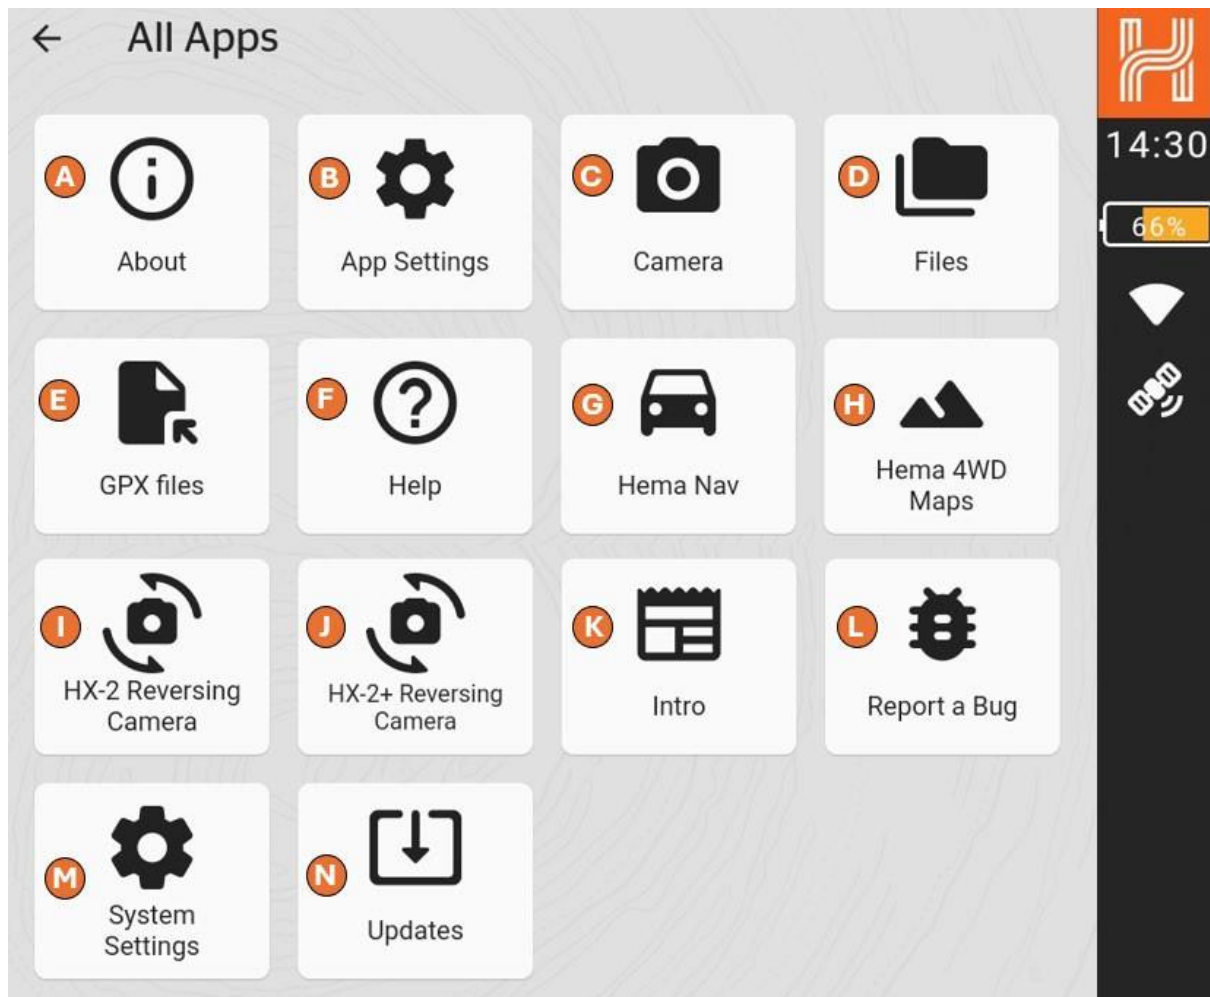 All Apps
14:30
66%
A
About
B
App Settings
C
Camera
D
Files
E
GPX files
F
Help
G
Hema Nav
H
Hema 4WD
Maps
I
HX-2 Reversing
Camera
J
HX-2+ Reversing
Camera
K
Intro
L
Report a Bug
M
System
Settings
N
Updates